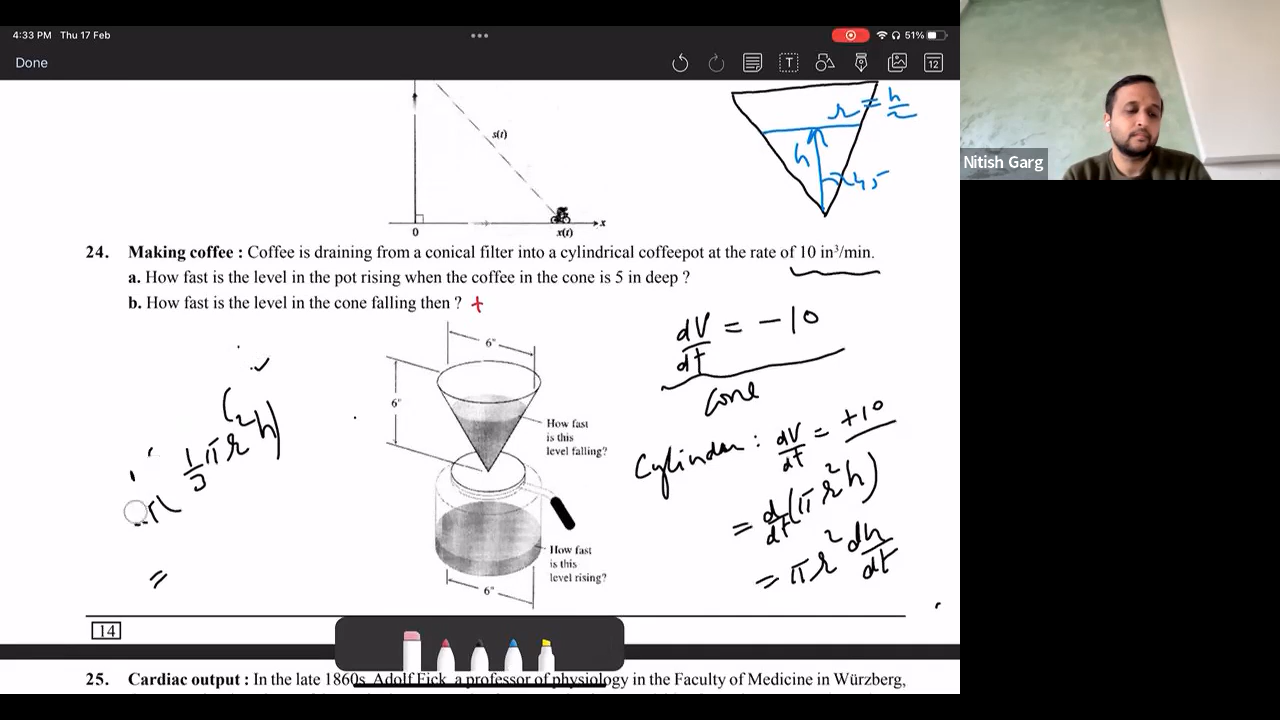 4:33 PM Thu 17 Feb
51%
Done
T
12
Nitish Garg
s(t)
r = h/2
h
0
x(t)
x
24. Making coffee : Coffee is draining from a conical filter into a cylindrical coffeepot at the rate of 10 in³/min.
a. How fast is the level in the pot rising when the coffee in the cone is 5 in deep ?
b. How fast is the level in the cone falling then ? +
6"
dV/dt = -10
Cone
6"
How fast
is this
level falling?
1/3 πr²h)
Cylinder : dV/dt = +10
= d/dt (πr²h)
= πr² dh/dt
=
How fast
is this
level rising?
6"
14
25. Cardiac output : In the late 1860s, Adolf Fick, a professor of physiology in the Faculty of Medicine in Würzberg,